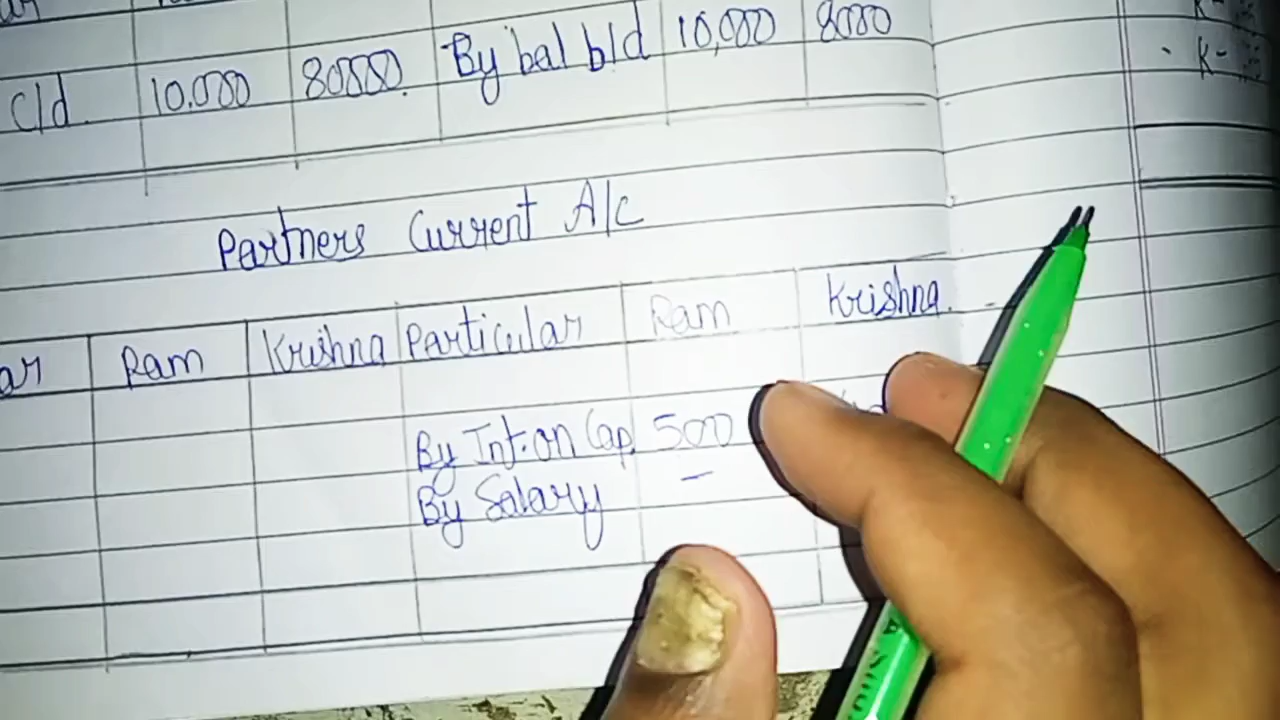 C/d. 10.000 80000. By bal b/d 10,000 8000
Partners Current A/c
ar Ram Krishna Particular Ram Krishna.
By Int. on Cap. 500
By Salary –